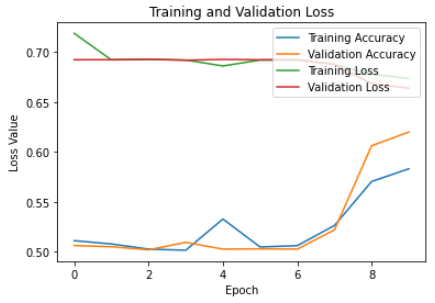 Training and Validation Loss
Training Accuracy
Validation Accuracy
Training Loss
Validation Loss
Loss Value
0.70
0.65
0.60
0.55
0.50
0 2 4 6 8
Epoch